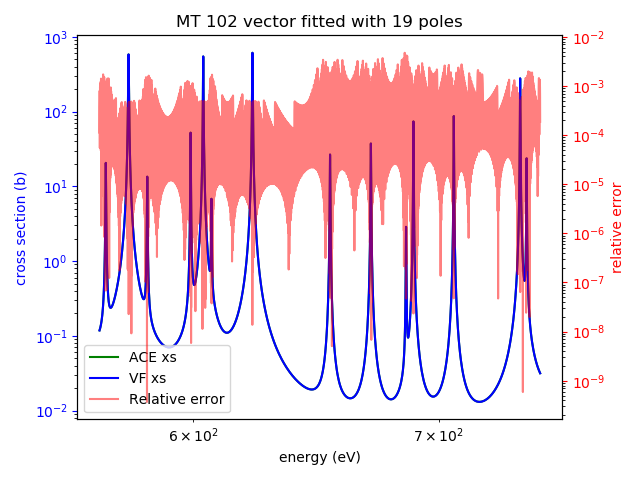 MT 102 vector fitted with 19 poles
10³
10²
10¹
10⁰
10⁻¹
10⁻²
cross section (b)
10⁻²
10⁻³
10⁻⁴
10⁻⁵
10⁻⁶
10⁻⁷
10⁻⁸
10⁻⁹
relative error
ACE xs
VF xs
Relative error
6 × 10²
7 × 10²
energy (eV)